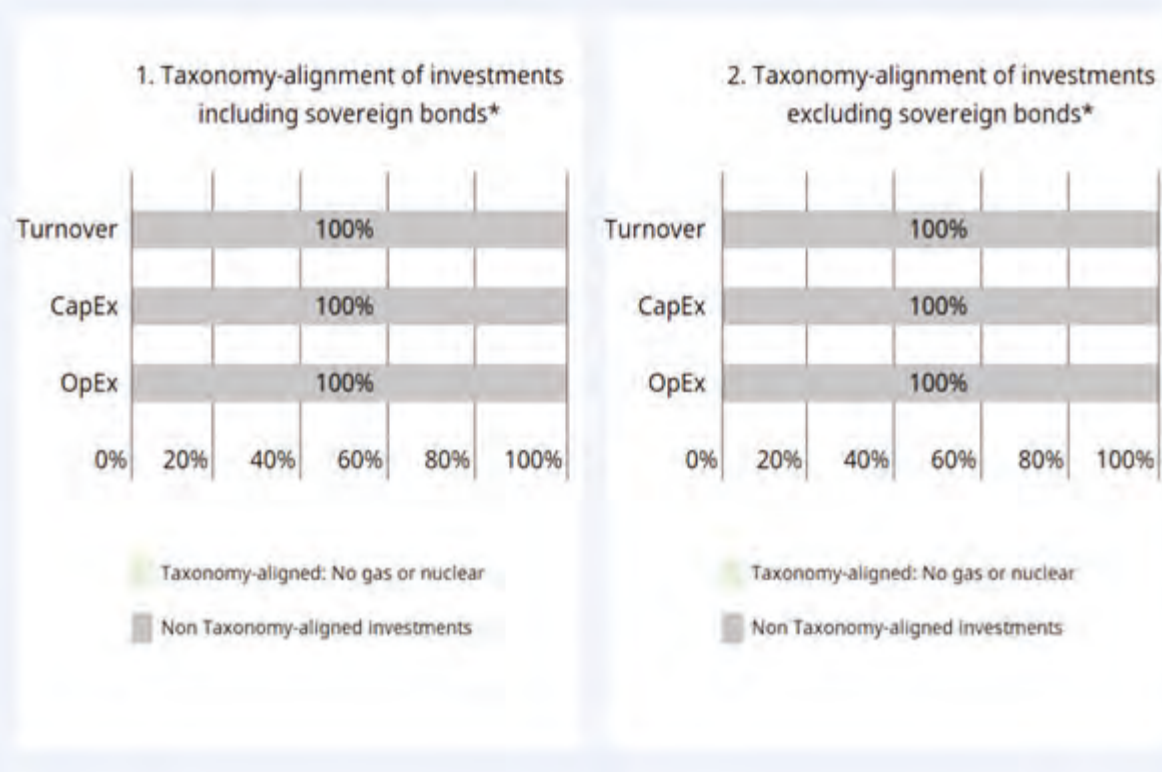 1. Taxonomy-alignment of investments
including sovereign bonds*
Turnover 100%
CapEx 100%
OpEx 100%
0% 20% 40% 60% 80% 100%
Taxonomy-aligned: No gas or nuclear
Non Taxonomy-aligned investments
2. Taxonomy-alignment of investments
excluding sovereign bonds*
Turnover 100%
CapEx 100%
OpEx 100%
0% 20% 40% 60% 80% 100%
Taxonomy-aligned: No gas or nuclear
Non Taxonomy-aligned investments